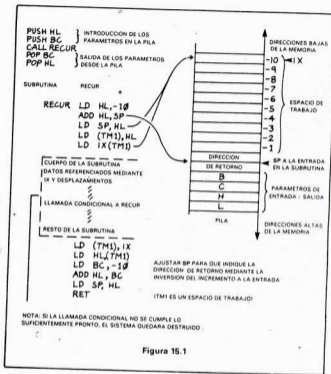 PUSH HL
PUSH BC
CALL RECUR
POP BC
POP HL
INTRODUCCION DE LOS
PARAMETROS EN LA PILA
SALIDA DE LOS PARAMETROS
DESDE LA PILA
SUBRUTINA RECUR
RECUR LD HL,-10
ADD HL,SP
LD SP,HL
LD (TM1),HL
LD IX(TM1)
CUERPO DE LA SUBRUTINA
DATOS REFERENCIADOS MEDIANTE
IX Y DESPLAZAMIENTOS
LLAMADA CONDICIONAL A RECUR
RESTO DE LA SUBRUTINA
LD (TM1),IX
LD HL(TM1)
LD BC,-10
ADD HL,BC
LD SP,HL
RET
DIRECCIONES BAJAS
DE LA MEMORIA
-10 IX
-9
-8
-7
-6
-5
-4
-3
-2
-1
ESPACIO DE
TRABAJO
DIRECCION
DE RETORNO
SP A LA ENTRADA
EN LA SUBRUTINA
B
C
H
L
PARAMETROS DE
ENTRADA : SALIDA
PILA
DIRECCIONES ALTAS
DE LA MEMORIA
AJUSTAR SP PARA QUE INDIQUE LA
DIRECCION DE RETORNO MEDIANTE LA
INVERSION DEL INCREMENTO A LA ENTRADA
(TM1 ES UN ESPACIO DE TRABAJO)
NOTA: SI LA LLAMADA CONDICIONAL NO SE CUMPLE LO
SUFICIENTEMENTE PRONTO, EL SISTEMA QUEDARA DESTRUIDO
Figura 15.1